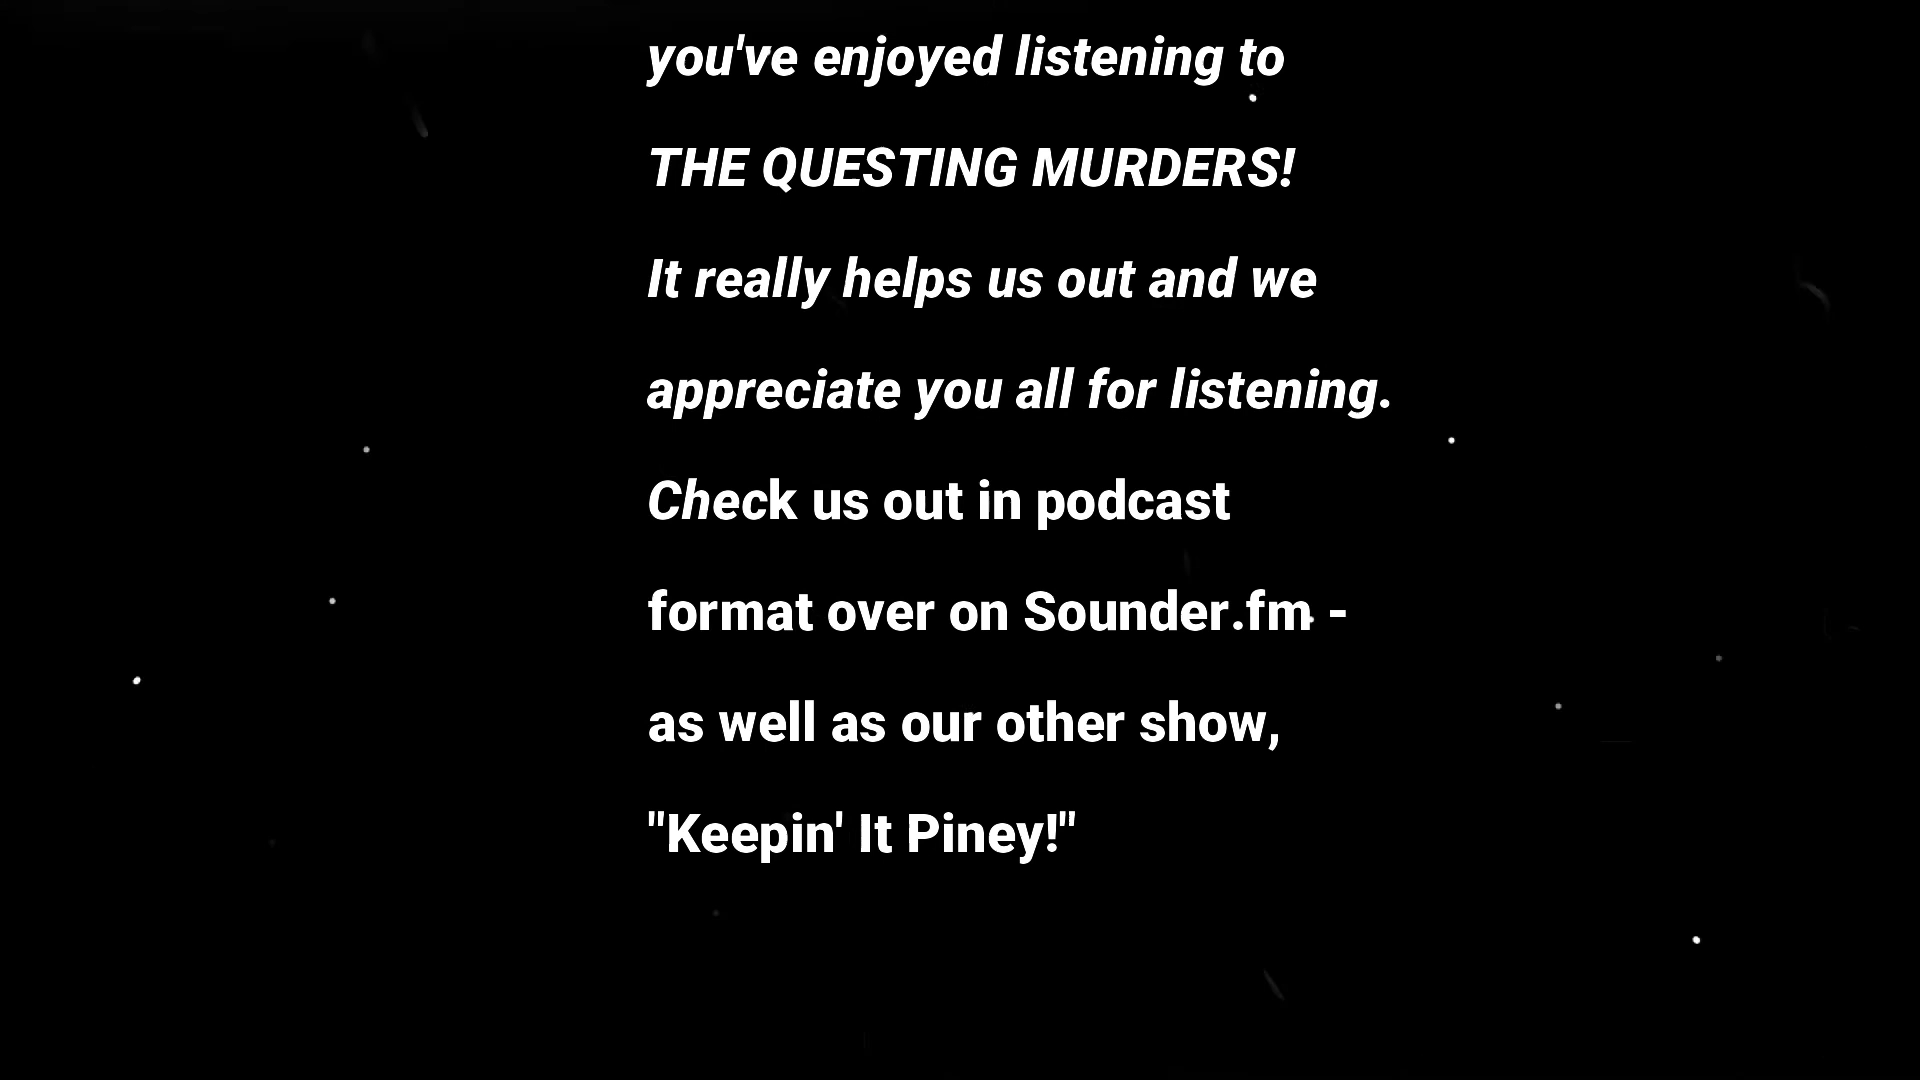 you've enjoyed listening to
THE QUESTING MURDERS!
It really helps us out and we
appreciate you all for listening.
Check us out in podcast
format over on Sounder.fm -
as well as our other show,
"Keepin' It Piney!"